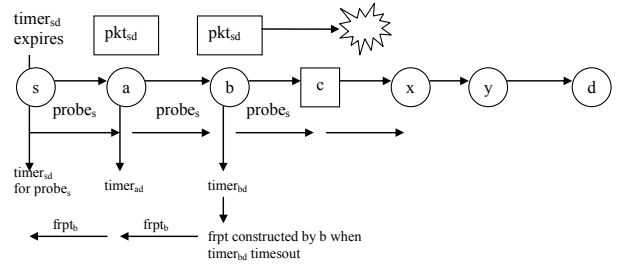 timersd
expires
pktsd
pktsd
s
a
b
c
x
y
d
probes
probes
probes
timersd
for probes
timerad
timerbd
frptb
frptb
frpt constructed by b when
timerbd timesout